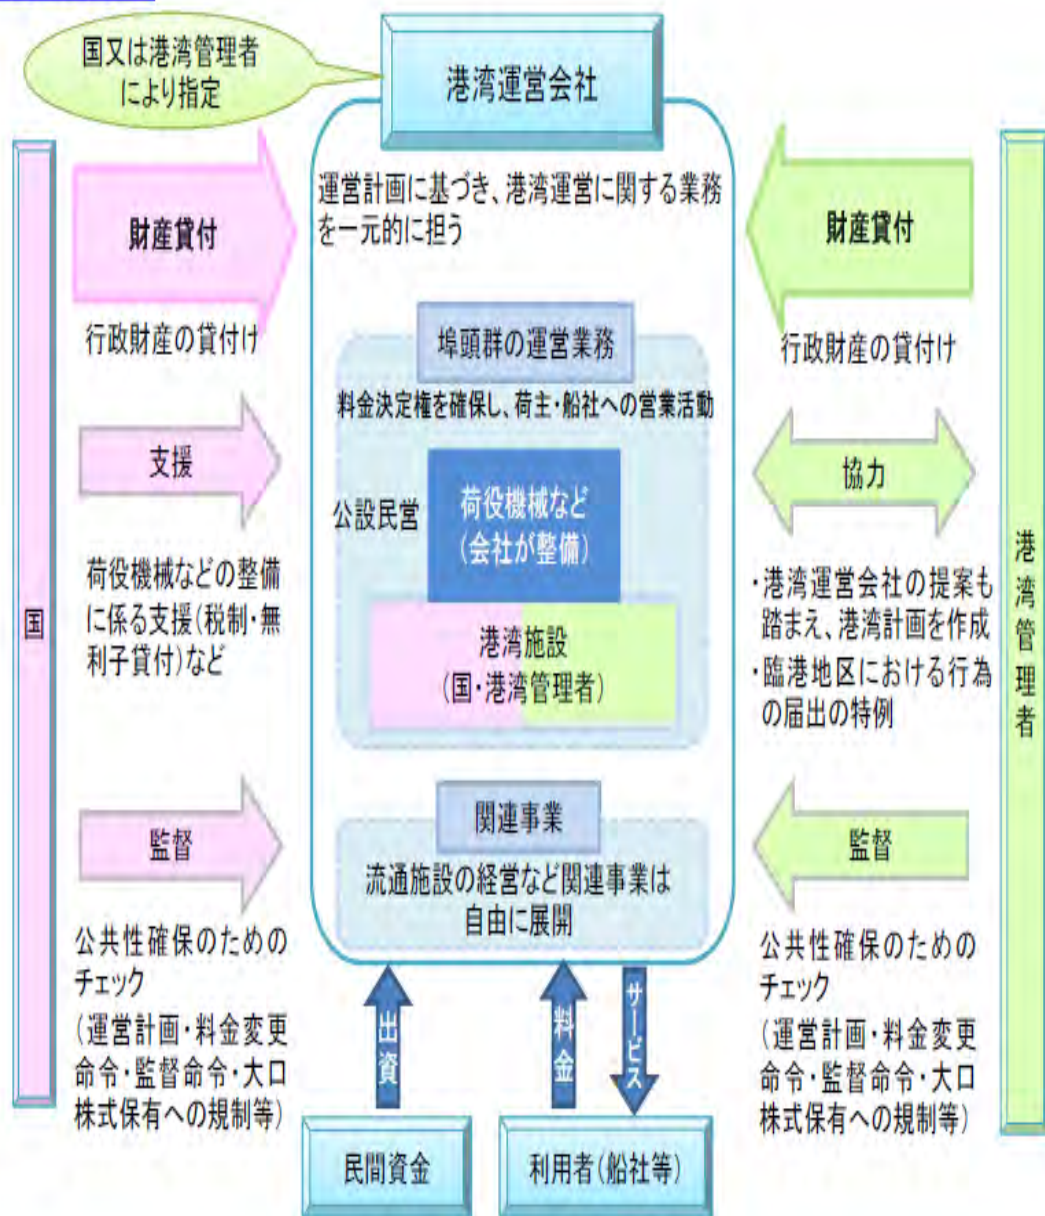 国又は港湾管理者
により指定
港湾運営会社
運営計画に基づき、港湾運営に関する業務
を一元的に担う
国
財産貸付
行政財産の貸付け
支援
荷役機械などの整備
に係る支援(税制・無
利子貸付)など
監督
公共性確保のための
チェック
(運営計画・料金変更
命令・監督命令・大口
株式保有への規制等)
埠頭群の運営業務
料金決定権を確保し、荷主・船社への営業活動
公設民営
荷役機械など
(会社が整備)
港湾施設
(国・港湾管理者)
関連事業
流通施設の経営など関連事業は
自由に展開
財産貸付
行政財産の貸付け
協力
・港湾運営会社の提案も
踏まえ、港湾計画を作成
・臨港地区における行為
の届出の特例
監督
公共性確保のための
チェック
(運営計画・料金変更
命令・監督命令・大口
株式保有への規制等)
港湾管理者
出資
料金
サービス
民間資金
利用者(船社等)